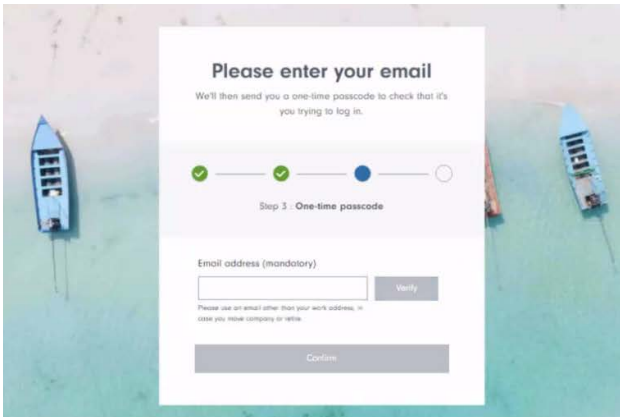 Please enter your email
We'll then send you a one-time passcode to check that it's
you trying to log in.
Step 3 : One-time passcode
Email address (mandatory)
Verify
Please use an email other than your work address, in
case you move company or retire
Confirm